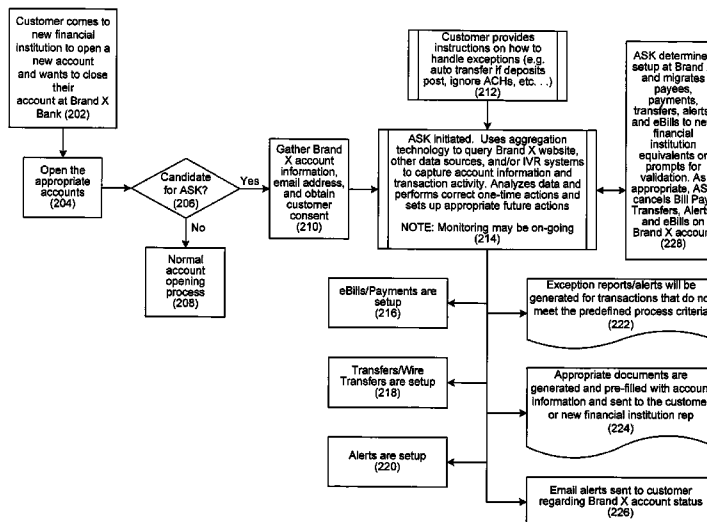 Customer comes to
new financial
institution to open a
new account
and wants to close
their
account at Brand X
Bank (202)
Open the
appropriate
accounts
(204)
Candidate
for ASK?
(206)
Yes
No
Normal
account
opening
process
(208)
Gather Brand
X account
information,
email address,
and obtain
customer
consent
(210)
Customer provides
instructions on how to
handle exceptions (e.g.
auto transfer if deposits
post, ignore ACHs, etc. . .)
(212)
ASK initiated. Uses aggregation
technology to query Brand X website,
other data sources, and/or IVR systems
to capture account information and
transaction activity. Analyzes data and
performs correct one-time actions and
sets up appropriate future actions
NOTE: Monitoring may be on-going
(214)
ASK determine
setup at Brand
and migrates
payees,
payments,
transfers, alert
and eBills to ne
financial
institution
equivalents or
prompts for
validation. As
appropriate, AS
cancels Bill Pay
Transfers, Alert
and eBills on
Brand X accoun
(228)
eBills/Payments are
setup
(216)
Exception reports/alerts will be
generated for transactions that do no
meet the predefined process criteria
(222)
Transfers/Wire
Transfers are setup
(218)
Appropriate documents are
generated and pre-filled with accoun
information and sent to the custome
or new financial institution rep
(224)
Alerts are setup
(220)
Email alerts sent to customer
regarding Brand X account status
(226)